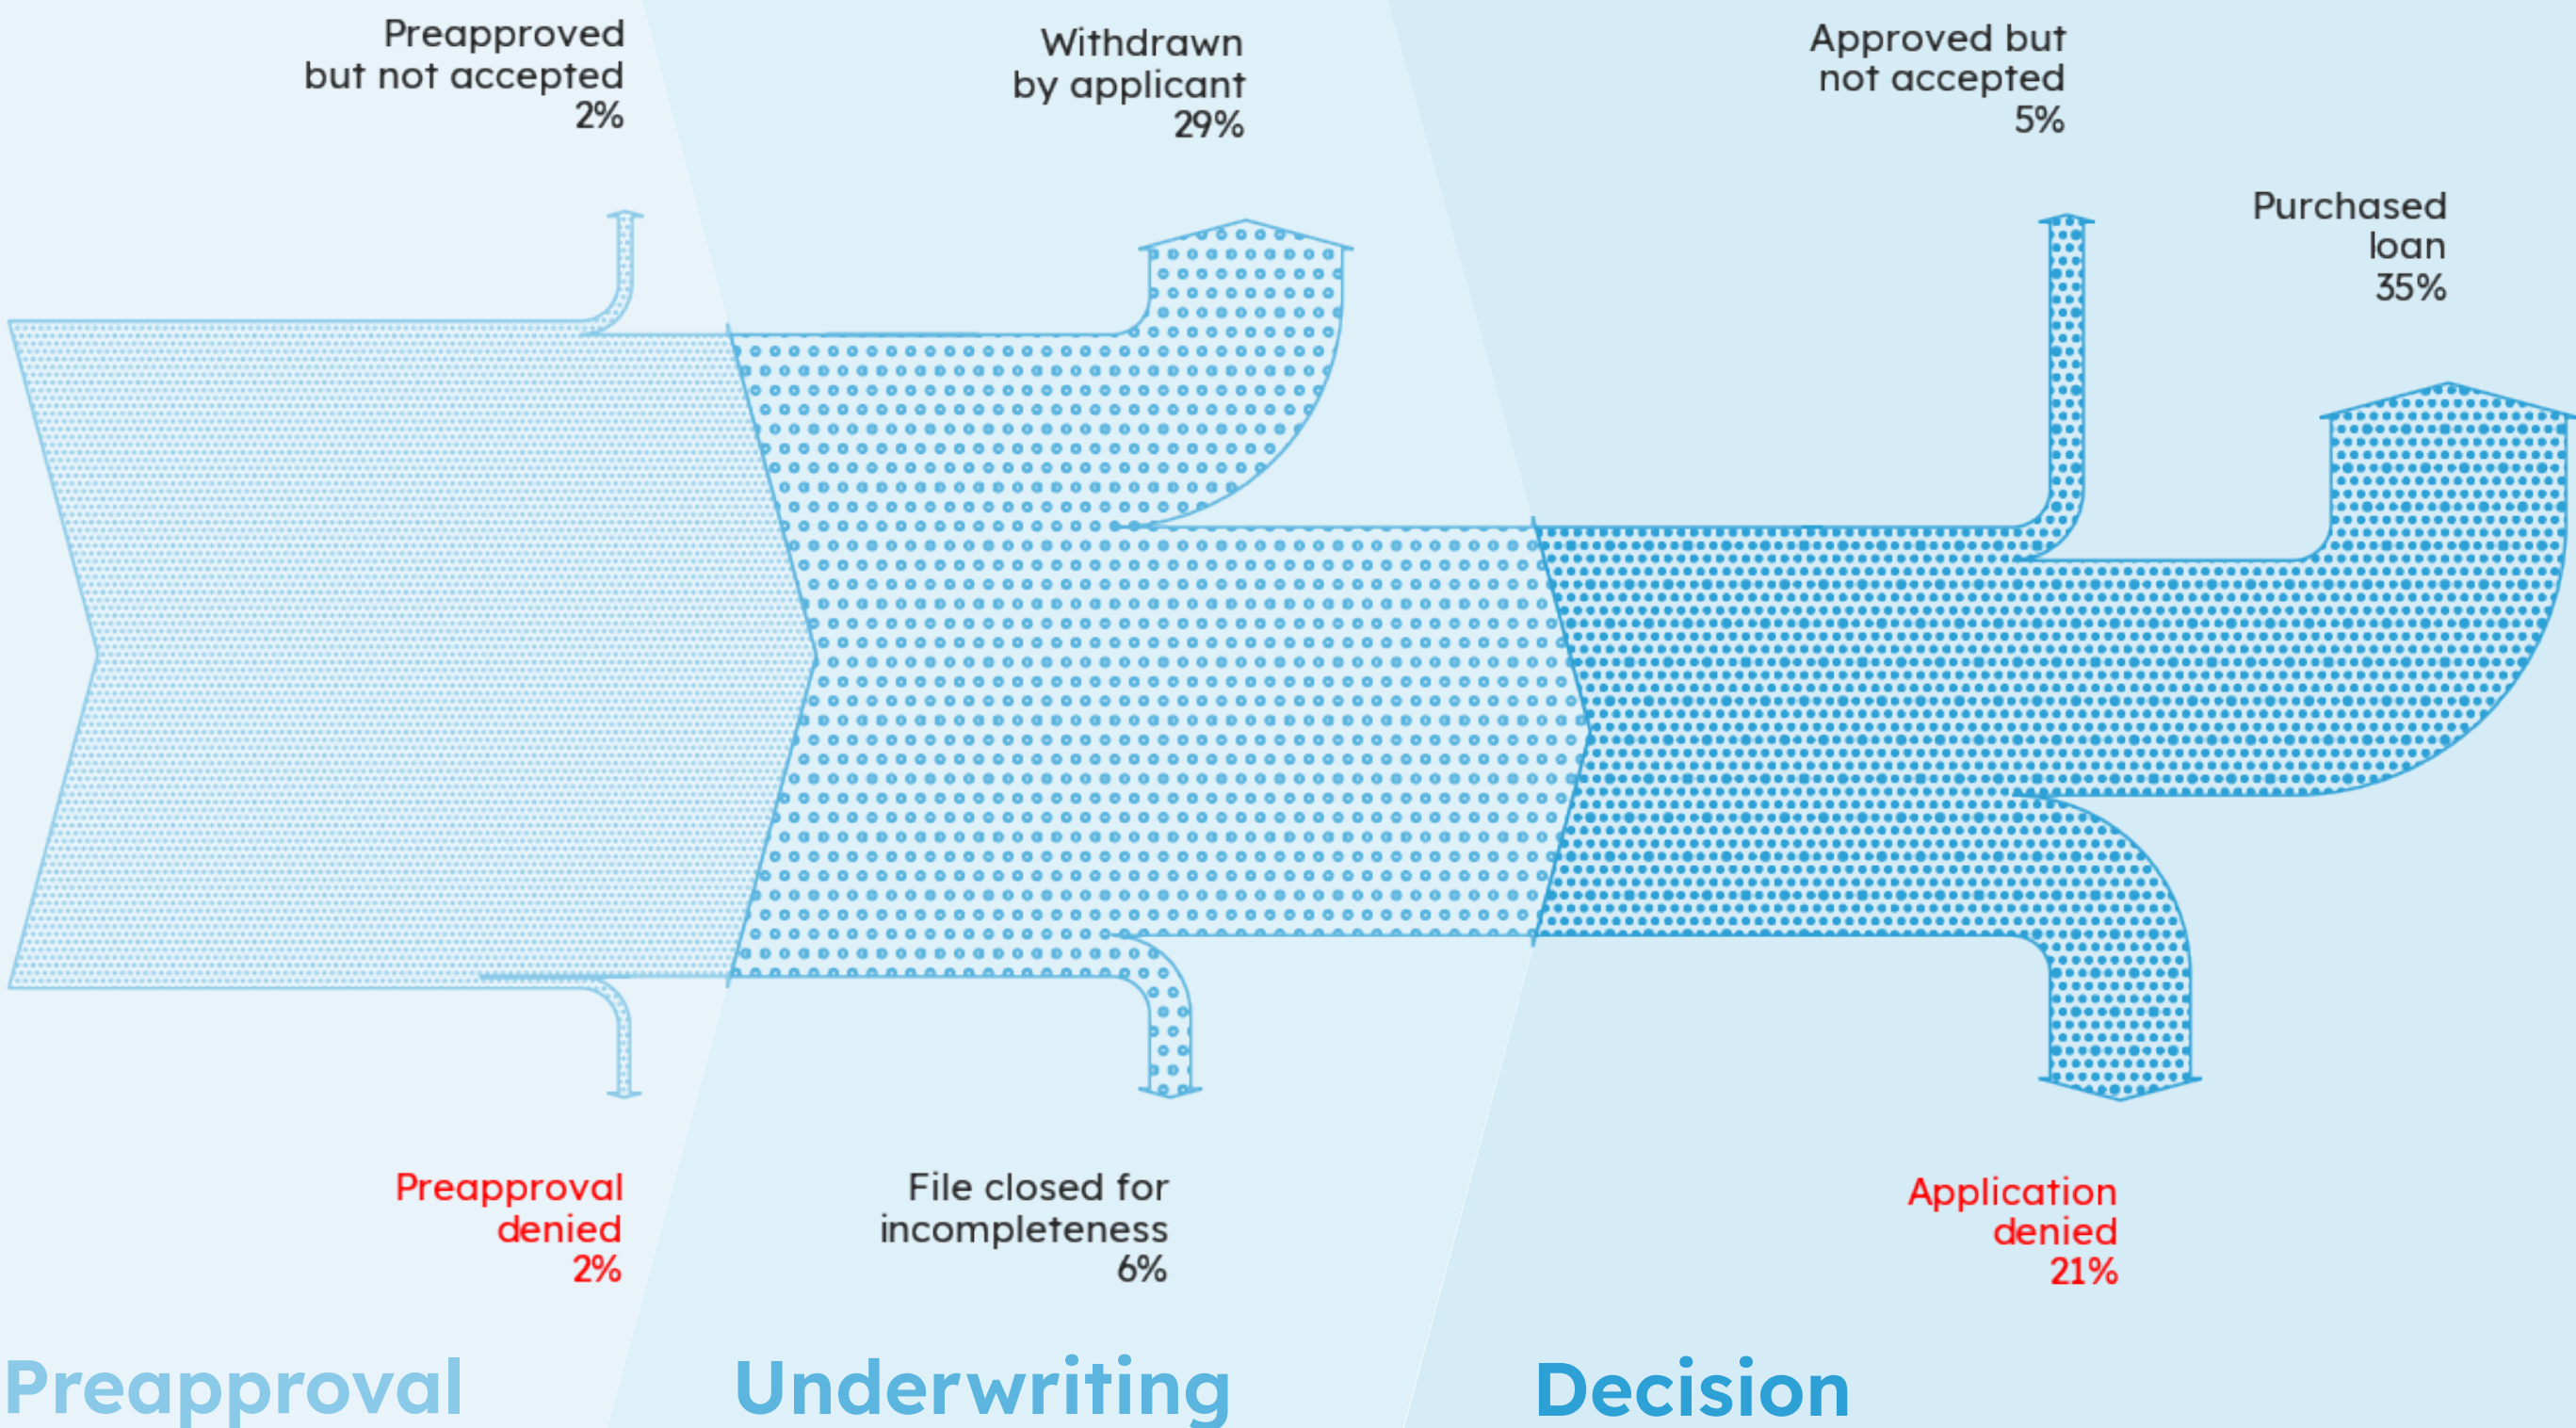 Preapproved
but not accepted
2%
Withdrawn
by applicant
29%
Approved but
not accepted
5%
Purchased
loan
35%
Preapproval
denied
2%
File closed for
incompleteness
6%
Application
denied
21%
Preapproval
Underwriting
Decision